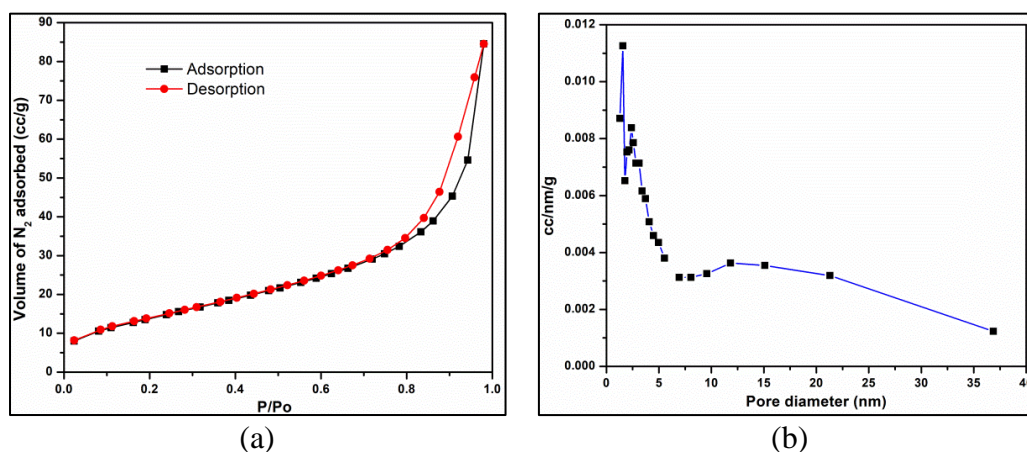 90
80
70
60
50
40
30
20
10
0
Volume of N₂ adsorbed (cc/g)
Adsorption
Desorption
0.0 0.2 0.4 0.6 0.8 1.0
P/Po
(a)
0.012
0.010
0.008
0.006
0.004
0.002
0.000
cc/nm/g
0 5 10 15 20 25 30 35 40
Pore diameter (nm)
(b)